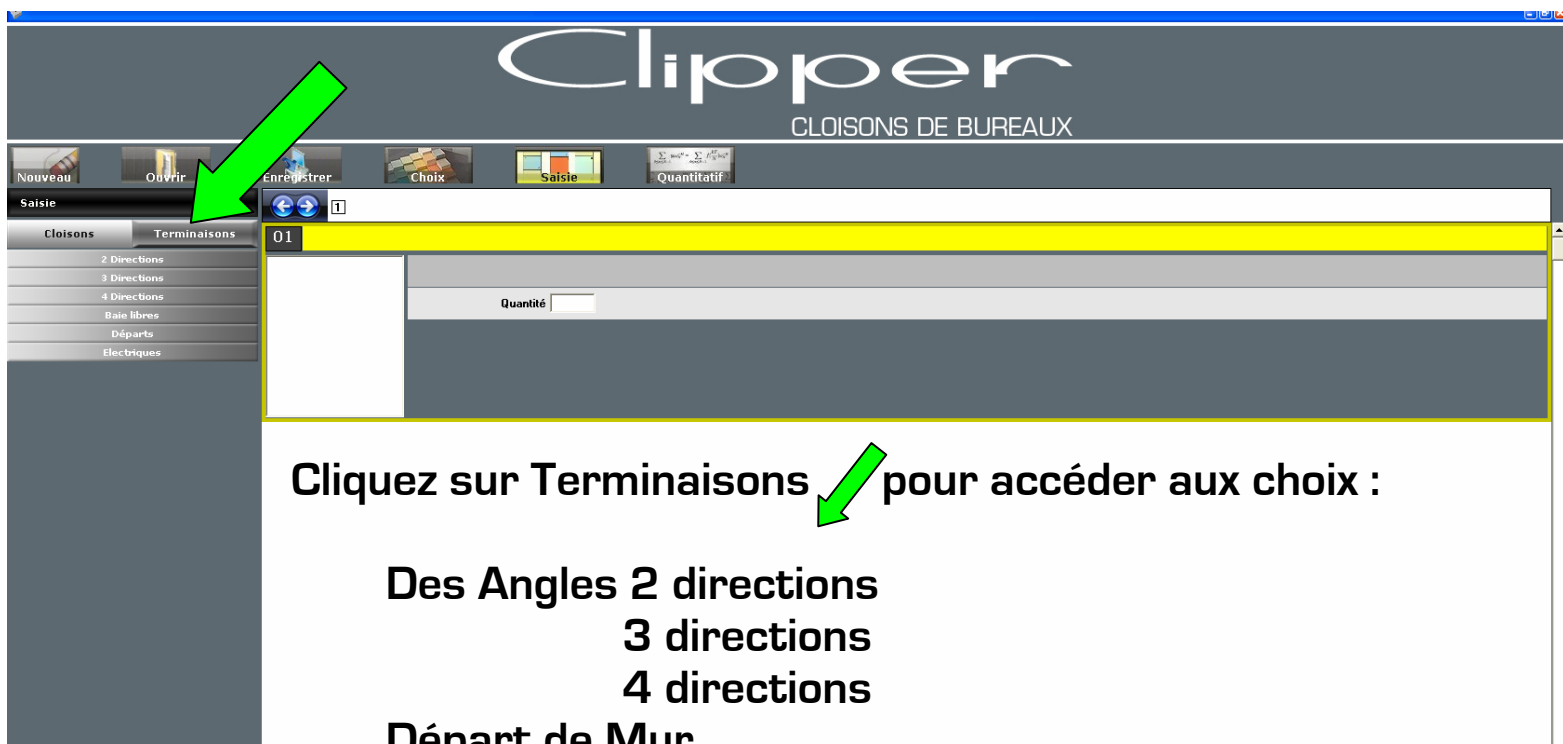 Clipper
CLOISONS DE BUREAUX
Nouveau Ouvrir Enregistrer Choix Saisie Quantitatif
Saisie
1
Cloisons Terminaisons
01
2 Directions
3 Directions
4 Directions
Baie libres
Départs
Electriques
Quantité
Cliquez sur Terminaisons pour accéder aux choix :
Des Angles 2 directions
3 directions
4 directions
Départ de Mur